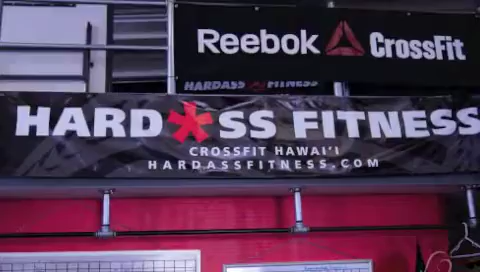 Reebok CrossFit
HARDASS FITNESS
HARD*SS FITNESS
CROSSFIT HAWAI'I
HARDASSFITNESS.COM